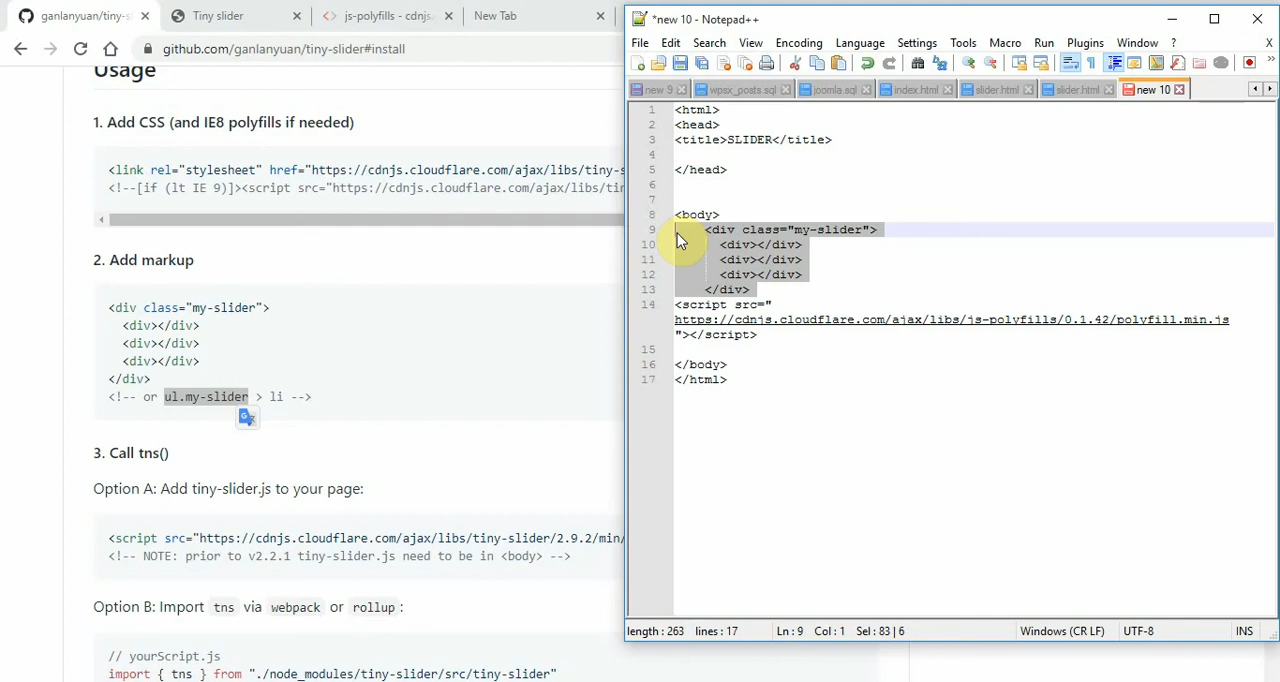 ganlanyuan/tiny-s
Tiny slider
js-polyfills - cdnjs.
New Tab
github.com/ganlanyuan/tiny-slider#install
Usage
1. Add CSS (and IE8 polyfills if needed)
<link rel="stylesheet" href="https://cdnjs.cloudflare.com/ajax/libs/tiny-s
<!--[if (lt IE 9)]><script src="https://cdnjs.cloudflare.com/ajax/libs/tin
2. Add markup
<div class="my-slider">
<div></div>
<div></div>
<div></div>
</div>
<!-- or ul.my-slider > li -->
3. Call tns()
Option A: Add tiny-slider.js to your page:
<script src="https://cdnjs.cloudflare.com/ajax/libs/tiny-slider/2.9.2/min/
<!-- NOTE: prior to v2.2.1 tiny-slider.js need to be in <body> -->
Option B: Import tns via webpack or rollup:
// yourScript.js
import { tns } from "./node_modules/tiny-slider/src/tiny-slider"
*new 10 - Notepad++
File Edit Search View Encoding Language Settings Tools Macro Run Plugins Window ? X
new 9 wpsx_posts.sql joomla.sql index.html slider.html slider.html new 10
1 <html>
2 <head>
3 <title>SLIDER</title>
4
5 </head>
6
7
8 <body>
9 <div class="my-slider">
10 <div></div>
11 <div></div>
12 <div></div>
13 </div>
14 <script src="
https://cdnjs.cloudflare.com/ajax/libs/js-polyfills/0.1.42/polyfill.min.js
"></script>
15
16 </body>
17 </html>
length : 263 lines : 17 Ln : 9 Col : 1 Sel : 83 | 6 Windows (CR LF) UTF-8 INS